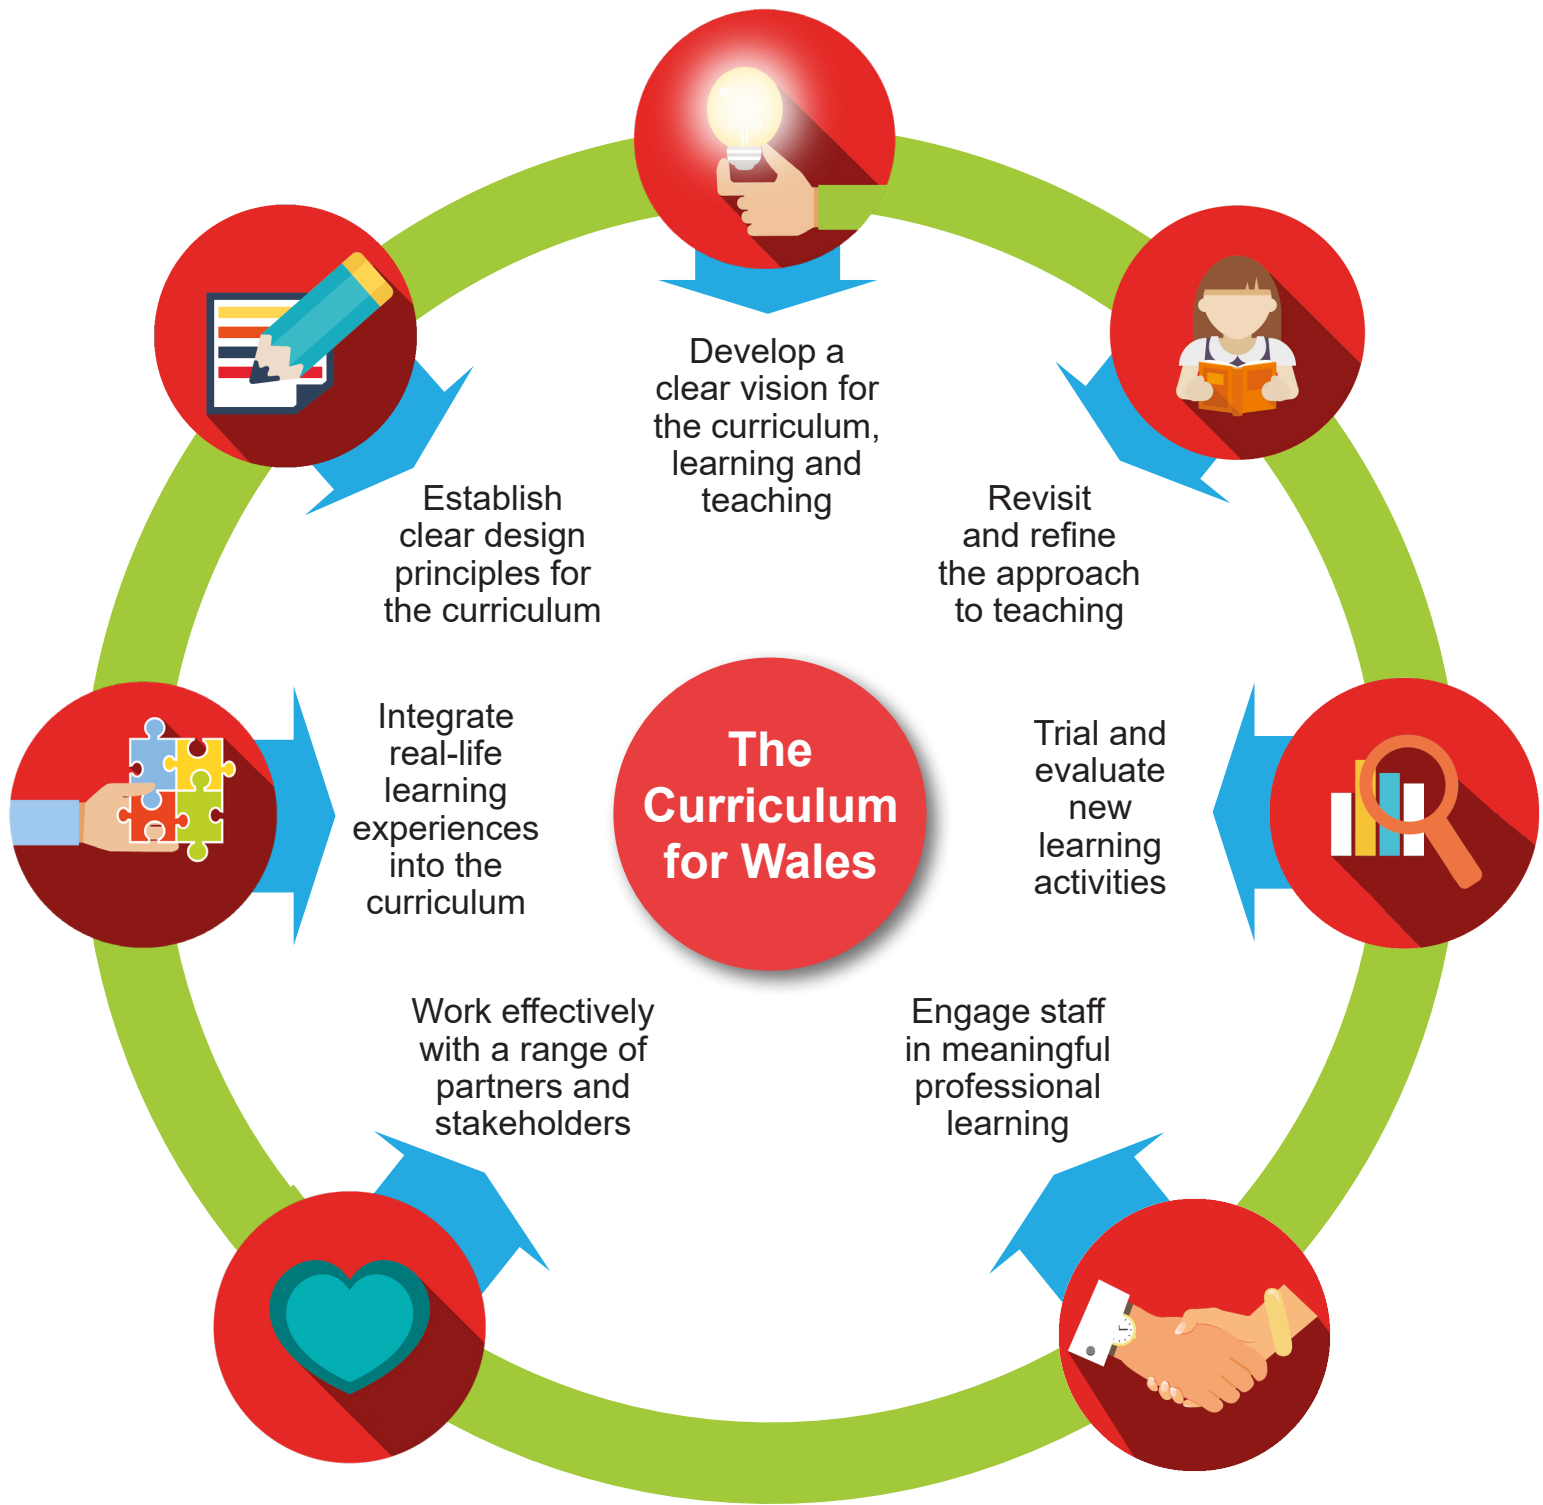 Develop a
clear vision for
the curriculum,
learning and
teaching
Revisit
and refine
the approach
to teaching
Trial and
evaluate
new
learning
activities
Engage staff
in meaningful
professional
learning
Work effectively
with a range of
partners and
stakeholders
Integrate
real-life
learning
experiences
into the
curriculum
Establish
clear design
principles for
the curriculum
The
Curriculum
for Wales